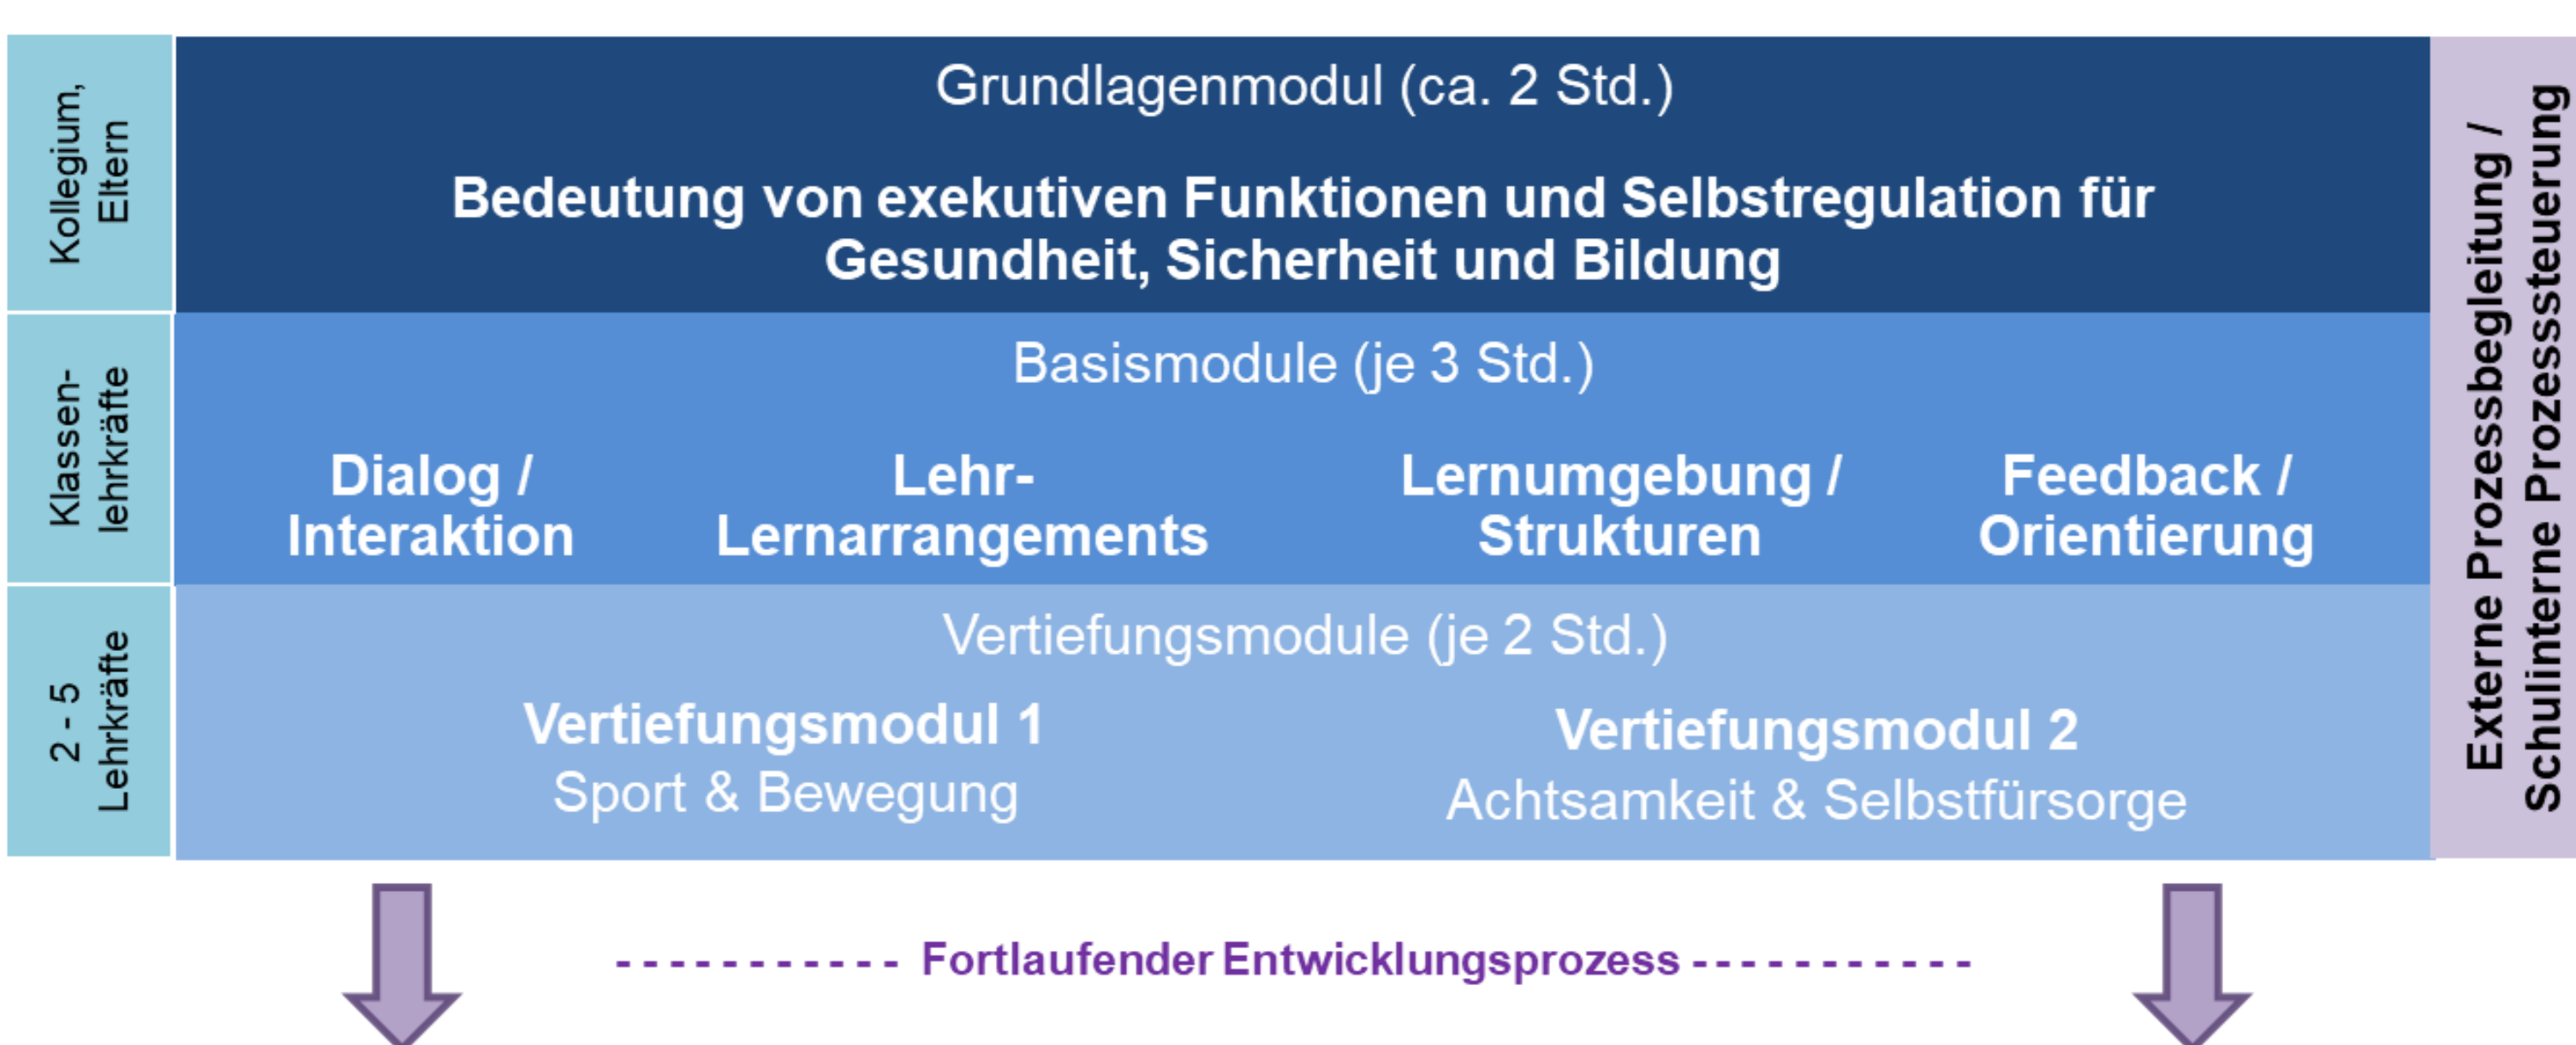 Kollegium,
Eltern
Grundlagenmodul (ca. 2 Std.)
Bedeutung von exekutiven Funktionen und Selbstregulation für
Gesundheit, Sicherheit und Bildung
Klassen-
lehrkräfte
Basismodule (je 3 Std.)
Dialog /
Interaktion
Lehr-
Lernarrangements
Lernumgebung /
Strukturen
Feedback /
Orientierung
2 - 5
Lehrkräfte
Vertiefungsmodule (je 2 Std.)
Vertiefungsmodul 1
Sport & Bewegung
Vertiefungsmodul 2
Achtsamkeit & Selbstfürsorge
Externe Prozessbegleitung /
Schulinterne Prozesssteuerung
- - - - - - - - - - - Fortlaufender Entwicklungsprozess - - - - - - - - - - -